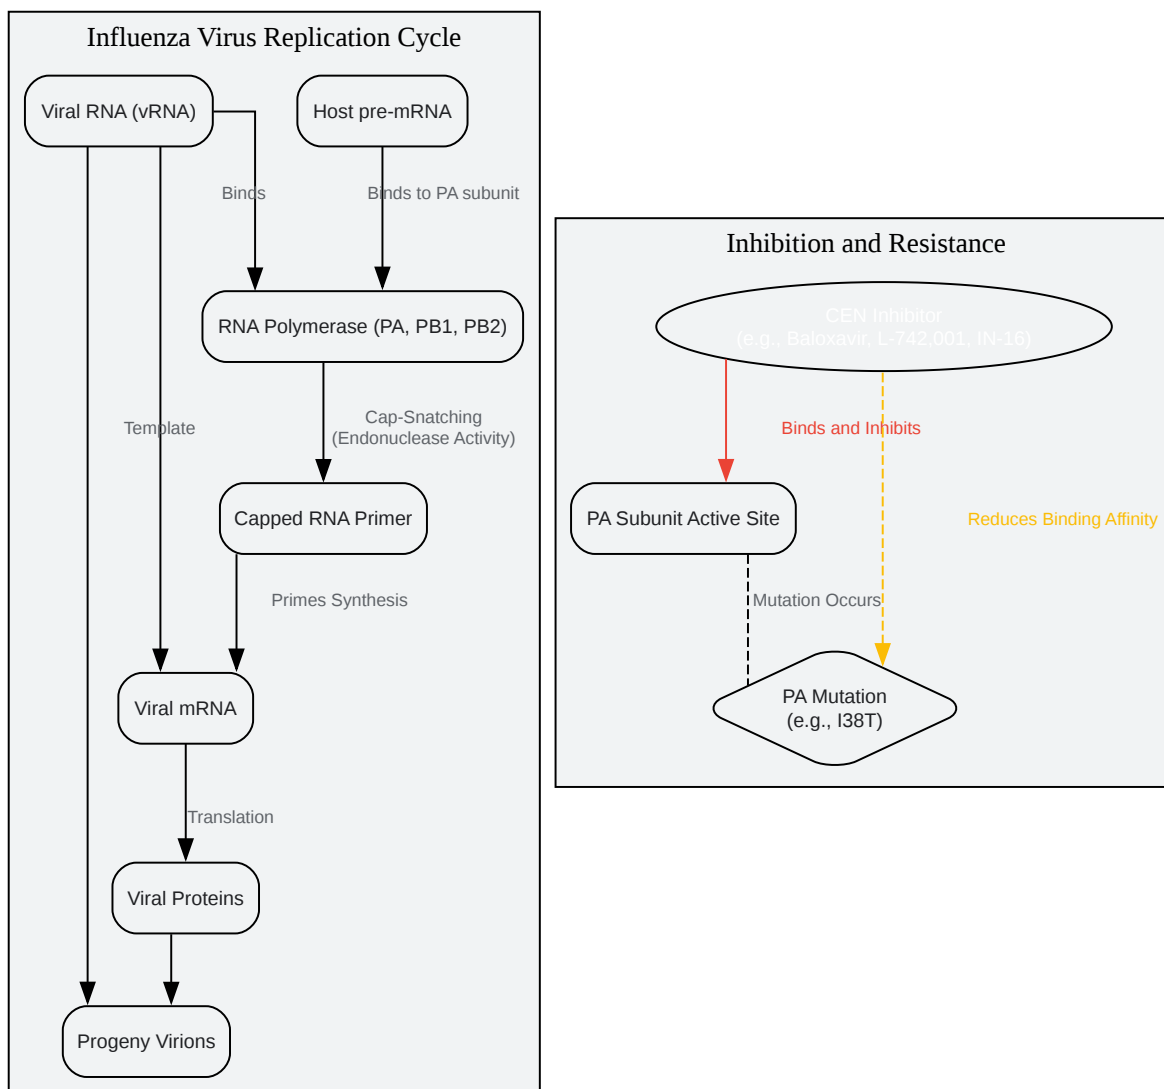 Influenza Virus Replication Cycle
Viral RNA (vRNA)
Host pre-mRNA
Binds
Binds to PA subunit
RNA Polymerase (PA, PB1, PB2)
Template
Cap-Snatching
(Endonuclease Activity)
Capped RNA Primer
Primes Synthesis
Viral mRNA
Translation
Viral Proteins
Progeny Virions
Inhibition and Resistance
CEN Inhibitor
(e.g., Baloxavir, L-742,001, IN-16)
Binds and Inhibits
PA Subunit Active Site
Reduces Binding Affinity
Mutation Occurs
PA Mutation
(e.g., I38T)